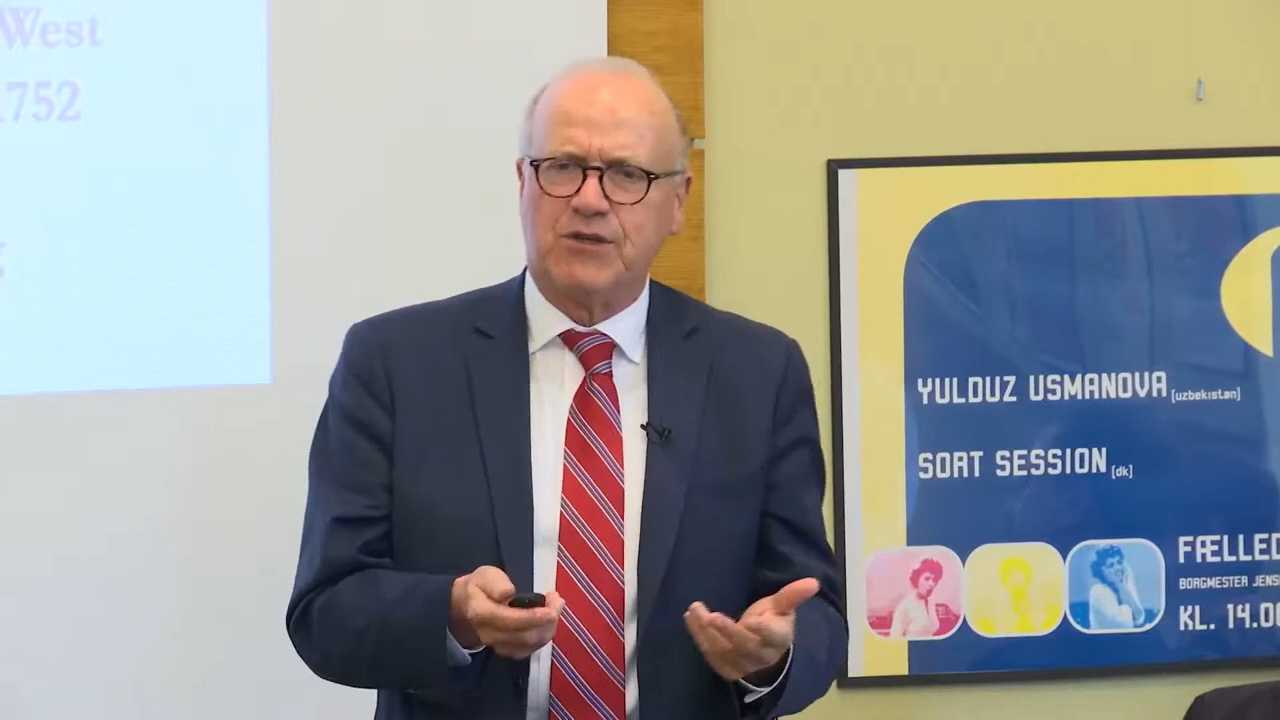 West
1752
YULDUZ USMANOVA [uzbekistan]
SORT SESSION [dk]
FÆLLED
BORGMESTER JENS
KL. 14.00